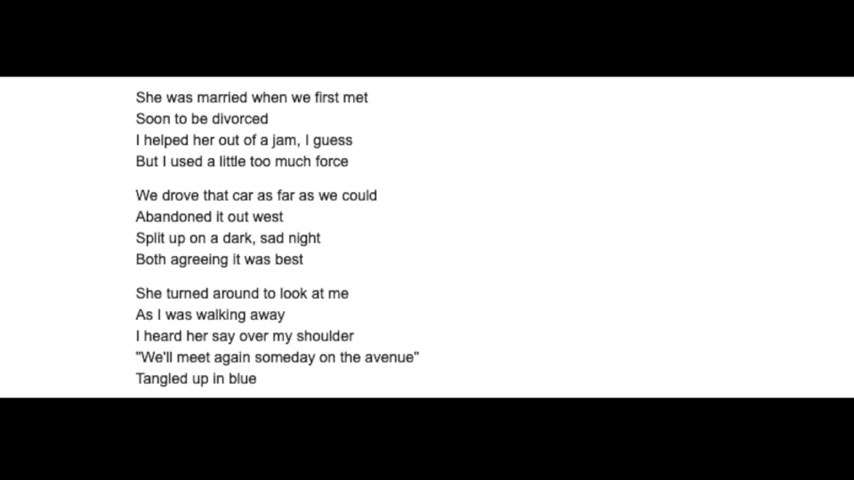 She was married when we first met
Soon to be divorced
I helped her out of a jam, I guess
But I used a little too much force
We drove that car as far as we could
Abandoned it out west
Split up on a dark, sad night
Both agreeing it was best
She turned around to look at me
As I was walking away
I heard her say over my shoulder
"We'll meet again someday on the avenue"
Tangled up in blue